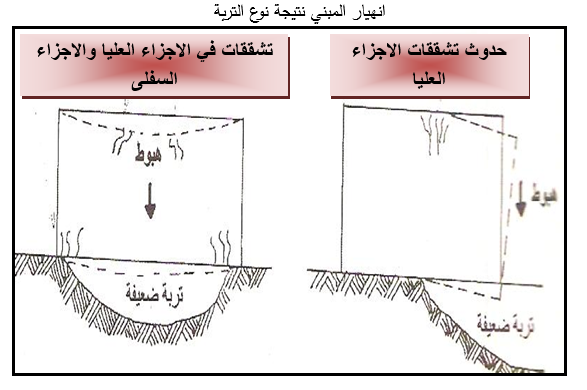 انهيار المبني نتيجة نوع التربة
حدوث تشققات الاجزاء
العليا
تشققات في الاجزاء العليا والاجزاء
السفلى
هبوط
هبوط
تربة ضعيفة
تربة ضعيفة